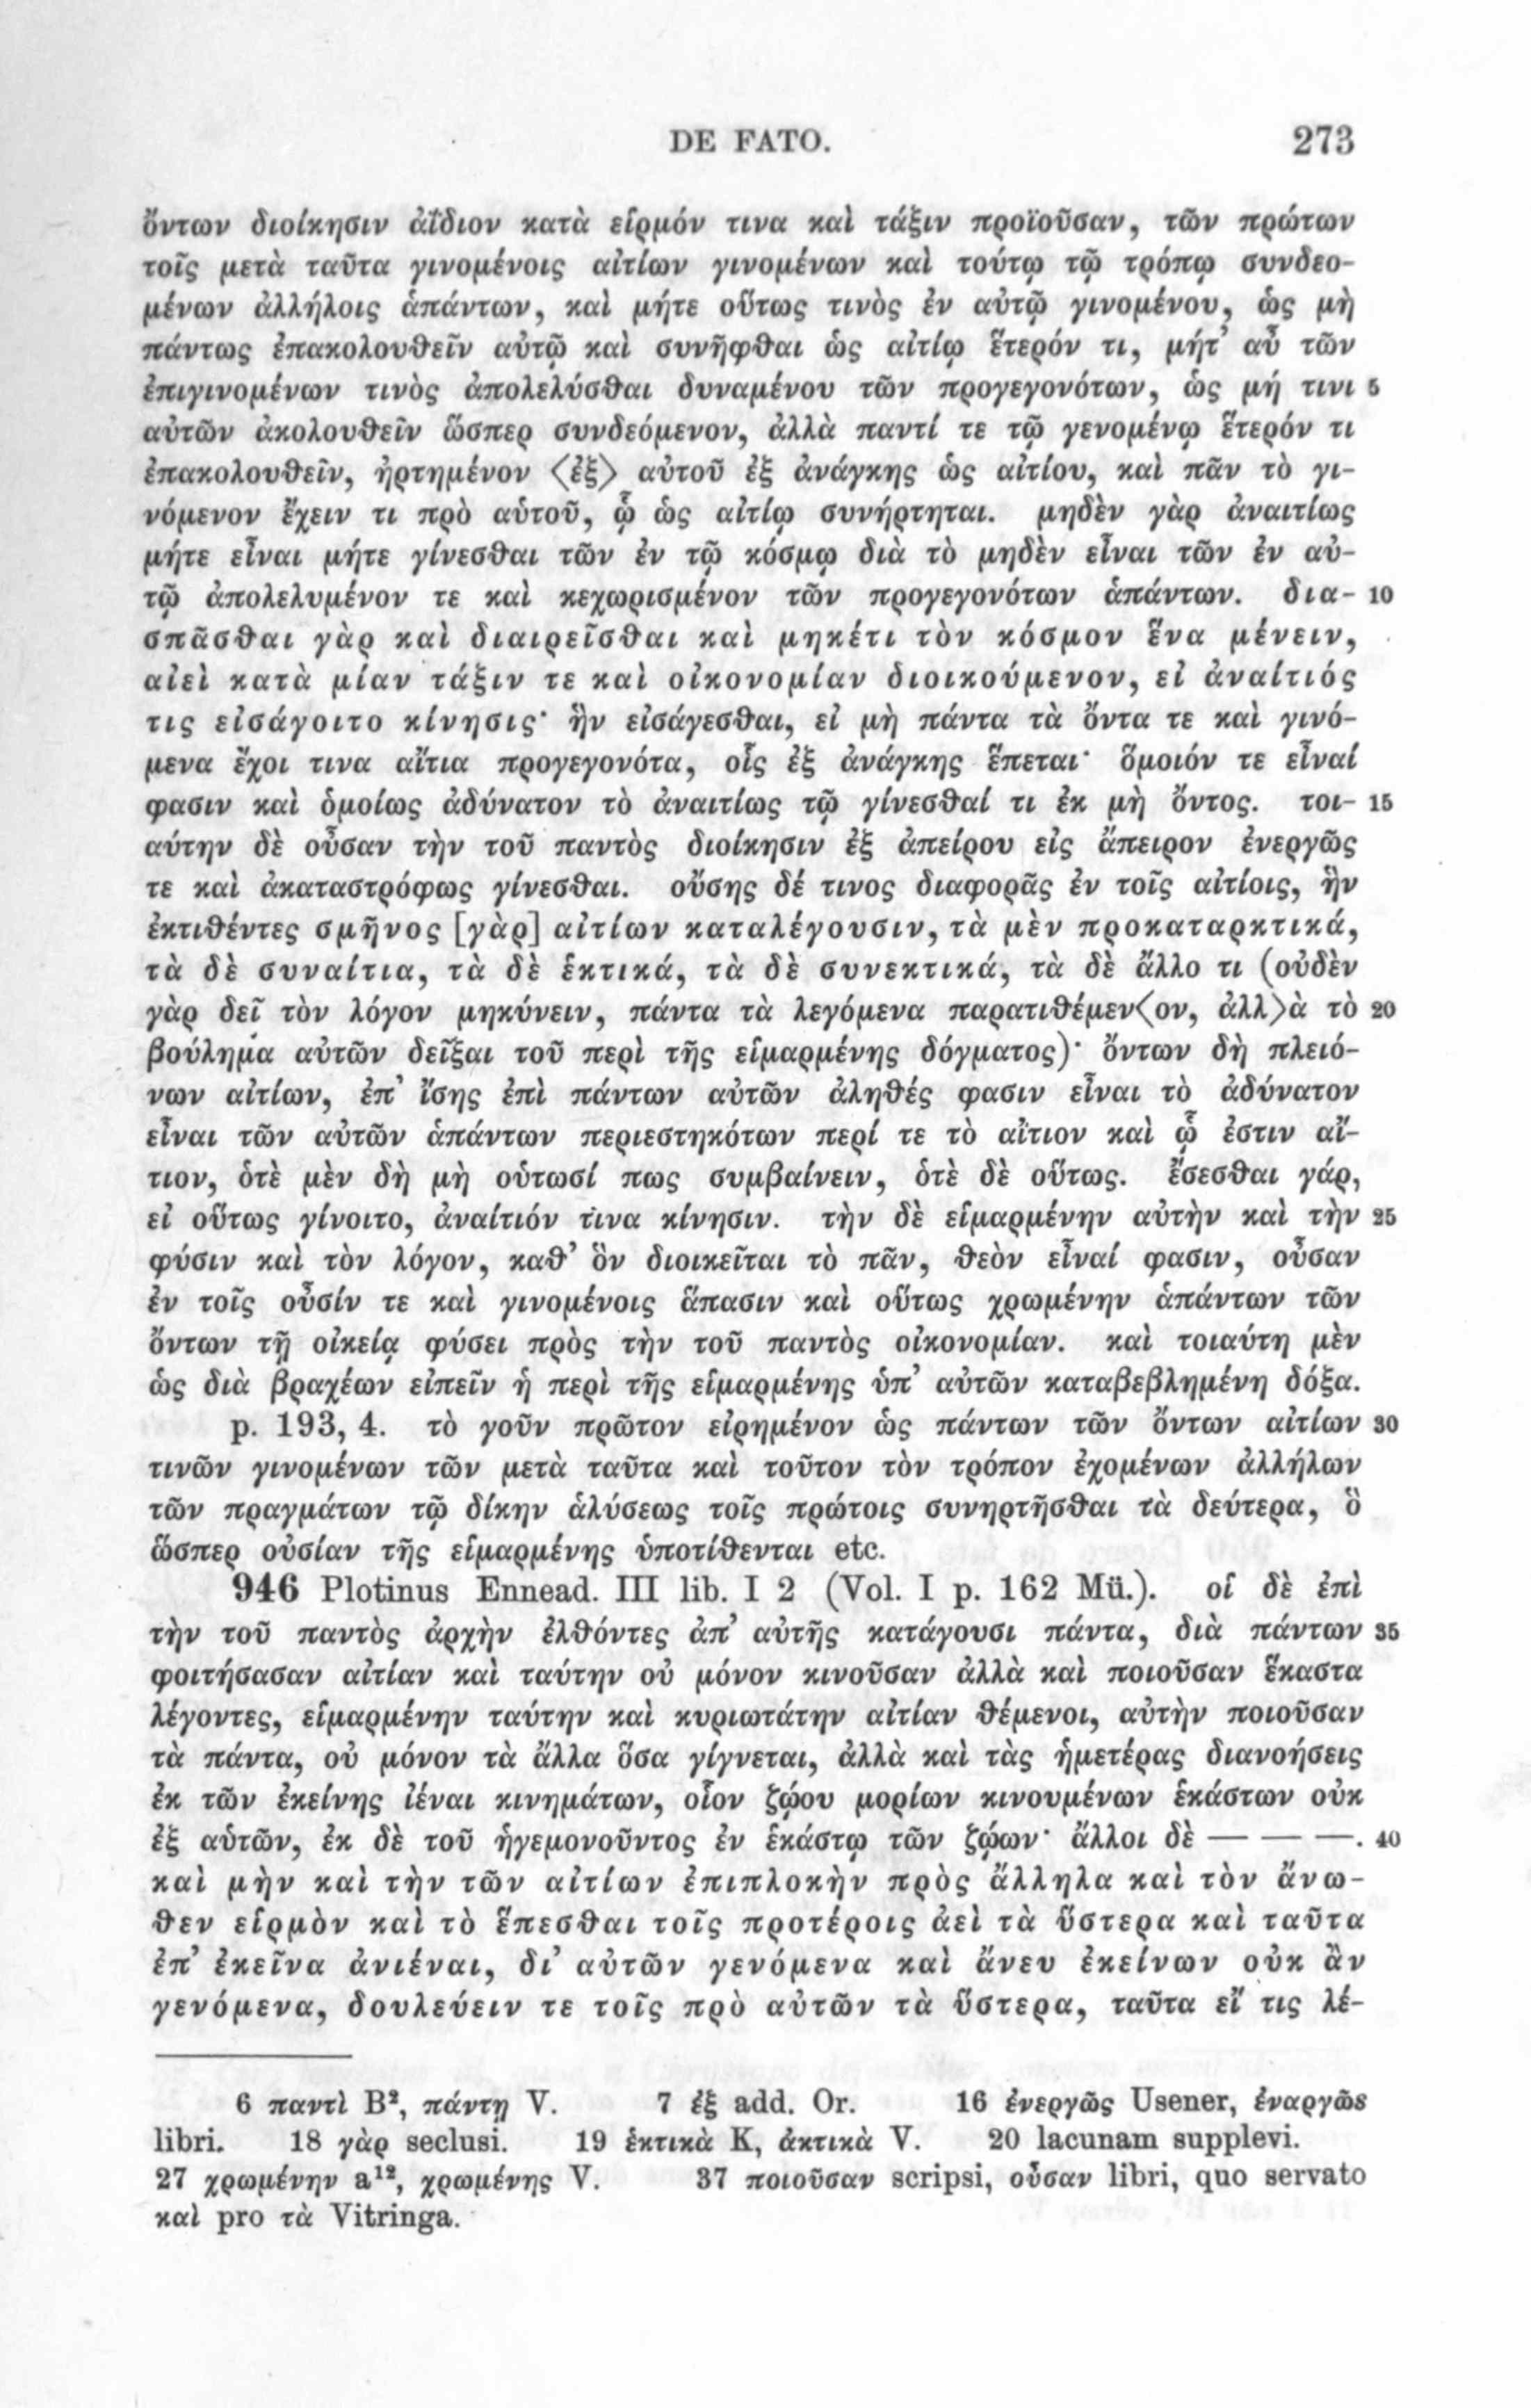 DE FATO. 273
ὄντων διοίκησιν ἀΐδιον κατὰ εἱρμόν τινα καὶ τάξιν προϊοῦσαν, τῶν πρώτων
τοῖς μετὰ ταῦτα γινομένοις αἰτίων γινομένων καὶ τούτῳ τῷ τρόπῳ συνδεο-
μένων ἀλλήλοις ἁπάντων, καὶ μήτε οὕτως τινὸς ἐν αὐτῷ γινομένου, ὡς μὴ
πάντως ἐπακολουθεῖν αὐτῷ καὶ συνῆφθαι ὡς αἰτίῳ ἕτερόν τι, μήτ' αὖ τῶν
ἐπιγινομένων τινὸς ἀπολελύσθαι δυναμένου τῶν προγεγονότων, ὡς μή τινι 5
αὐτῶν ἀκολουθεῖν ὥσπερ συνδεόμενον, ἀλλὰ παντί τε τῷ γενομένῳ ἕτερόν τι
ἐπακολουθεῖν, ἠρτημένον ⟨ἐξ⟩ αὐτοῦ ἐξ ἀνάγκης ὡς αἰτίου, καὶ πᾶν τὸ γι-
νόμενον ἔχειν τι πρὸ αὑτοῦ, ᾧ ὡς αἰτίῳ συνήρτηται. μηδὲν γὰρ ἀναιτίως
μήτε εἶναι μήτε γίνεσθαι τῶν ἐν τῷ κόσμῳ διὰ τὸ μηδὲν εἶναι τῶν ἐν αὐ-
τῷ ἀπολελυμένον τε καὶ κεχωρισμένον τῶν προγεγονότων ἁπάντων. δια- 10
σπᾶσθαι γὰρ καὶ διαιρεῖσθαι καὶ μηκέτι τὸν κόσμον ἕνα μένειν,
αἰεὶ κατὰ μίαν τάξιν τε καὶ οἰκονομίαν διοικούμενον, εἰ ἀναίτιός
τις εἰσάγοιτο κίνησις· ἣν εἰσάγεσθαι, εἰ μὴ πάντα τὰ ὄντα τε καὶ γινό-
μενα ἔχοι τινα αἴτια προγεγονότα, οἷς ἐξ ἀνάγκης ἕπεται· ὅμοιόν τε εἶναί
φασιν καὶ ὁμοίως ἀδύνατον τὸ ἀναιτίως τῷ γίνεσθαί τι ἐκ μὴ ὄντος. τοι- 15
αύτην δὲ οὖσαν τὴν τοῦ παντὸς διοίκησιν ἐξ ἀπείρου εἰς ἄπειρον ἐνεργῶς
τε καὶ ἀκαταστρόφως γίνεσθαι. οὔσης δέ τινος διαφορᾶς ἐν τοῖς αἰτίοις, ἣν
ἐκτιθέντες σμῆνος [γὰρ] αἰτίων καταλέγουσιν, τὰ μὲν προκαταρκτικά,
τὰ δὲ συναίτια, τὰ δὲ ἑκτικά, τὰ δὲ συνεκτικά, τὰ δὲ ἄλλο τι (οὐδὲν
γὰρ δεῖ τὸν λόγον μηκύνειν, πάντα τὰ λεγόμενα παρατιθέμεν⟨ον, ἀλλ⟩ὰ τὸ 20
βούλημα αὐτῶν δεῖξαι τοῦ περὶ τῆς εἱμαρμένης δόγματος)· ὄντων δὴ πλειό-
νων αἰτίων, ἐπ' ἴσης ἐπὶ πάντων αὐτῶν ἀληθές φασιν εἶναι τὸ ἀδύνατον
εἶναι τῶν αὐτῶν ἁπάντων περιεστηκότων περί τε τὸ αἴτιον καὶ ᾧ ἐστιν αἴ-
τιον, ὁτὲ μὲν δὴ μὴ οὑτωσί πως συμβαίνειν, ὁτὲ δὲ οὕτως. ἔσεσθαι γάρ,
εἰ οὕτως γίνοιτο, ἀναίτιόν τινα κίνησιν. τὴν δὲ εἱμαρμένην αὐτὴν καὶ τὴν 25
φύσιν καὶ τὸν λόγον, καθ' ὃν διοικεῖται τὸ πᾶν, θεὸν εἶναί φασιν, οὖσαν
ἐν τοῖς οὖσίν τε καὶ γινομένοις ἅπασιν καὶ οὕτως χρωμένην ἁπάντων τῶν
ὄντων τῇ οἰκείᾳ φύσει πρὸς τὴν τοῦ παντὸς οἰκονομίαν. καὶ τοιαύτη μὲν
ὡς διὰ βραχέων εἰπεῖν ἡ περὶ τῆς εἱμαρμένης ὑπ' αὐτῶν καταβεβλημένη δόξα.
p. 193, 4. τὸ γοῦν πρῶτον εἰρημένον ὡς πάντων τῶν ὄντων αἰτίων 30
τινῶν γινομένων τῶν μετὰ ταῦτα καὶ τοῦτον τὸν τρόπον ἐχομένων ἀλλήλων
τῶν πραγμάτων τῷ δίκην ἁλύσεως τοῖς πρώτοις συνηρτῆσθαι τὰ δεύτερα, ὃ
ὥσπερ οὐσίαν τῆς εἱμαρμένης ὑποτίθενται etc.
946 Plotinus Ennead. III lib. I 2 (Vol. I p. 162 Mü.). οἱ δὲ ἐπὶ
τὴν τοῦ παντὸς ἀρχὴν ἐλθόντες ἀπ' αὐτῆς κατάγουσι πάντα, διὰ πάντων 35
φοιτήσασαν αἰτίαν καὶ ταύτην οὐ μόνον κινοῦσαν ἀλλὰ καὶ ποιοῦσαν ἕκαστα
λέγοντες, εἱμαρμένην ταύτην καὶ κυριωτάτην αἰτίαν θέμενοι, αὐτὴν ποιοῦσαν
τὰ πάντα, οὐ μόνον τὰ ἄλλα ὅσα γίγνεται, ἀλλὰ καὶ τὰς ἡμετέρας διανοήσεις
ἐκ τῶν ἐκείνης ἰέναι κινημάτων, οἷον ζῴου μορίων κινουμένων ἑκάστων οὐκ
ἐξ αὑτῶν, ἐκ δὲ τοῦ ἡγεμονοῦντος ἐν ἑκάστῳ τῶν ζῴων· ἄλλοι δὲ — — —. 40
καὶ μὴν καὶ τὴν τῶν αἰτίων ἐπιπλοκὴν πρὸς ἄλληλα καὶ τὸν ἄνω-
θεν εἱρμὸν καὶ τὸ ἕπεσθαι τοῖς προτέροις ἀεὶ τὰ ὕστερα καὶ ταῦτα
ἐπ' ἐκεῖνα ἀνιέναι, δι' αὐτῶν γενόμενα καὶ ἄνευ ἐκείνων οὐκ ἂν
γενόμενα, δουλεύειν τε τοῖς πρὸ αὐτῶν τὰ ὕστερα, ταῦτα εἴ τις λέ-
6 παντὶ B², πάντῃ V. 7 ἐξ add. Or. 16 ἐνεργῶς Usener, ἐναργῶς
libri. 18 γὰρ seclusi. 19 ἑκτικὰ K, ἀκτικὰ V. 20 lacunam supplevi.
27 χρωμένην a¹², χρωμένης V. 37 ποιοῦσαν scripsi, οὖσαν libri, quo servato
καὶ pro τὰ Vitringa.